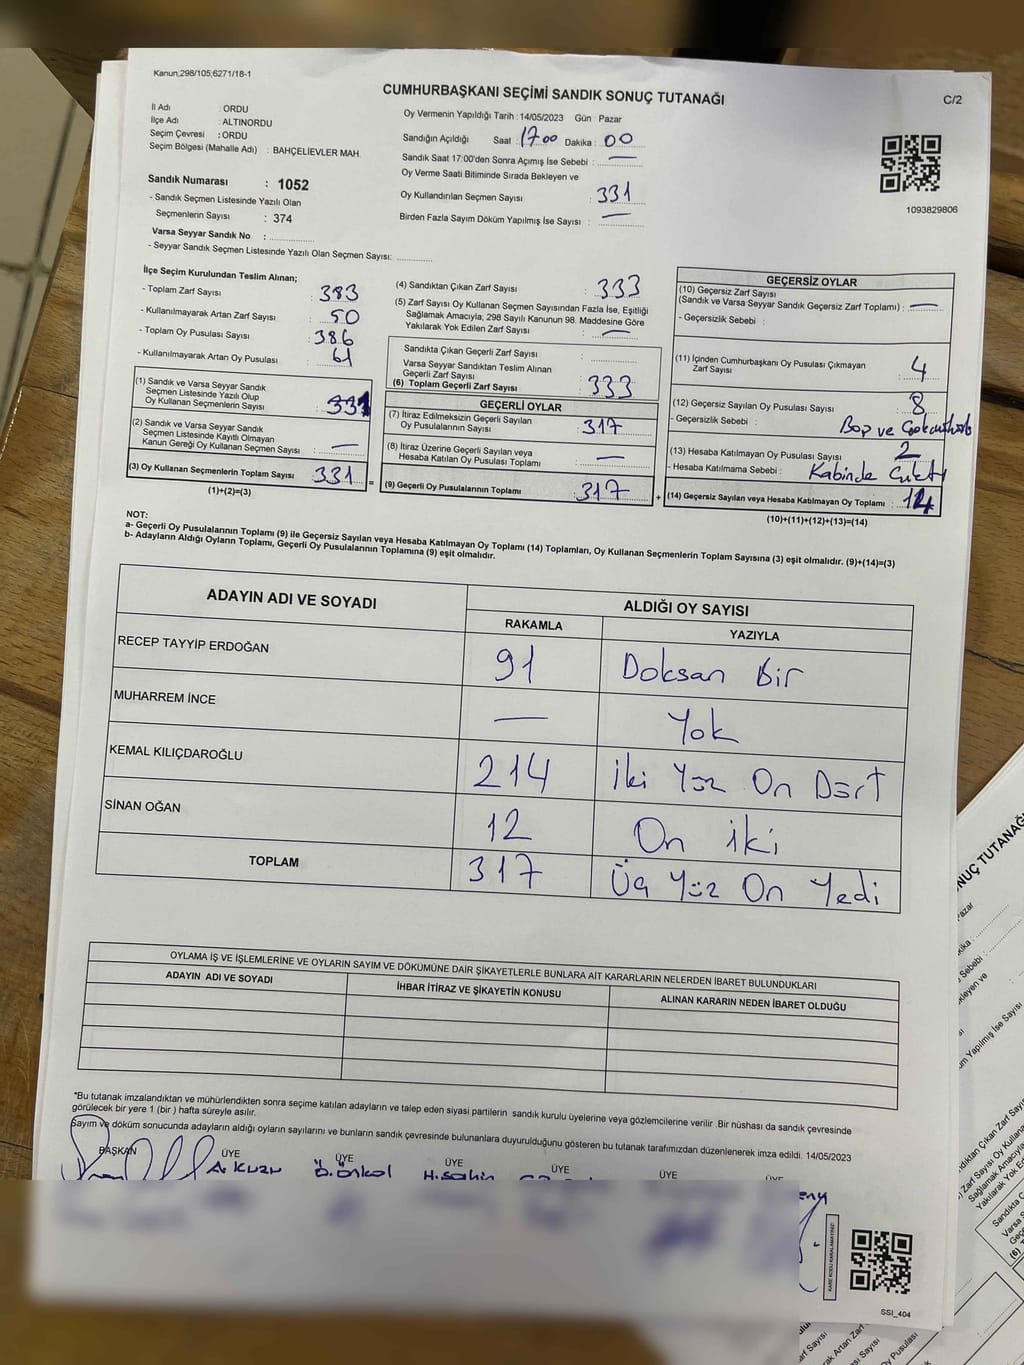 Kanun;298/105;6271/18-1
CUMHURBAŞKANI SEÇİMİ SANDIK SONUÇ TUTANAĞI
C/2
İl Adı : ORDU
İlçe Adı : ALTINORDU
Seçim Çevresi : ORDU
Seçim Bölgesi (Mahalle Adı) : BAHÇELİEVLER MAH.
Oy Vermenin Yapıldığı Tarih : 14/05/2023 Gün : Pazar
Sandığın Açıldığı Saat : 1700 Dakika : 00
Sandık Saat 17:00'den Sonra Açımış İse Sebebi : —
Oy Verme Saati Bitiminde Sırada Bekleyen ve
Oy Kullandırılan Seçmen Sayısı : 331
Birden Fazla Sayım Döküm Yapılmış İse Sayısı : —
1093829806
Sandık Numarası : 1052
- Sandık Seçmen Listesinde Yazılı Olan
Seçmenlerin Sayısı : 374
Varsa Seyyar Sandık No :
- Seyyar Sandık Seçmen Listesinde Yazılı Olan Seçmen Sayısı:
İlçe Seçim Kurulundan Teslim Alınan;
- Toplam Zarf Sayısı : 383
- Kullanılmayarak Artan Zarf Sayısı : 50
- Toplam Oy Pusulası Sayısı : 386
- Kullanılmayarak Artan Oy Pusulası : 61
(1) Sandık ve Varsa Seyyar Sandık
Seçmen Listesinde Yazılı Olup
Oy Kullanan Seçmenlerin Sayısı : 331
(2) Sandık ve Varsa Seyyar Sandık
Seçmen Listesinde Kayıtlı Olmayan
Kanun Gereği Oy Kullanan Seçmen Sayısı : —
(3) Oy Kullanan Seçmenlerin Toplam Sayısı : 331 =
(1)+(2)=(3)
(4) Sandıktan Çıkan Zarf Sayısı : 333
(5) Zarf Sayısı Oy Kullanan Seçmen Sayısından Fazla İse, Eşitliği
Sağlamak Amacıyla; 298 Sayılı Kanunun 98. Maddesine Göre
Yakılarak Yok Edilen Zarf Sayısı : —
Sandıkta Çıkan Geçerli Zarf Sayısı :
Varsa Seyyar Sandıktan Teslim Alınan
Geçerli Zarf Sayısı :
(6) Toplam Geçerli Zarf Sayısı : 333
GEÇERLİ OYLAR
(7) İtiraz Edilmeksizin Geçerli Sayılan
Oy Pusulalarının Sayısı : 317
(8) İtiraz Üzerine Geçerli Sayılan veya
Hesaba Katılan Oy Pusulası Toplamı : —
(9) Geçerli Oy Pusulalarının Toplamı : 317 +
GEÇERSİZ OYLAR
(10) Geçersiz Zarf Sayısı
(Sandık ve Varsa Seyyar Sandık Geçersiz Zarf Toplamı) : —
- Geçersizlik Sebebi :
(11) İçinden Cumhurbaşkanı Oy Pusulası Çıkmayan
Zarf Sayısı : 4
(12) Geçersiz Sayılan Oy Pusulası Sayısı : 8
- Geçersizlik Sebebi : Boş ve
(13) Hesaba Katılmayan Oy Pusulası Sayısı : 2
- Hesaba Katılmama Sebebi : Kabinde
(14) Geçersiz Sayılan veya Hesaba Katılmayan Oy Toplamı : 14
(10)+(11)+(12)+(13)=(14)
NOT:
a- Geçerli Oy Pusulalarının Toplamı (9) ile Geçersiz Sayılan veya Hesaba Katılmayan Oy Toplamı (14) Toplamları, Oy Kullanan Seçmenlerin Toplam Sayısına (3) eşit olmalıdır. (9)+(14)=(3)
b- Adayların Aldığı Oyların Toplamı, Geçerli Oy Pusulalarının Toplamına (9) eşit olmalıdır.
ADAYIN ADI VE SOYADI
ALDIĞI OY SAYISI
RAKAMLA YAZIYLA
RECEP TAYYİP ERDOĞAN 91 Doksan Bir
MUHARREM İNCE — Yok
KEMAL KILIÇDAROĞLU 214 İki Yüz On Dört
SİNAN OĞAN 12 On İki
TOPLAM 317 Üç Yüz On Yedi
OYLAMA İŞ VE İŞLEMLERİNE VE OYLARIN SAYIM VE DÖKÜMÜNE DAİR ŞİKAYETLERLE BUNLARA AİT KARARLARIN NELERDEN İBARET BULUNDUKLARI
ADAYIN ADI VE SOYADI
İHBAR İTİRAZ VE ŞİKAYETİN KONUSU
ALINAN KARARIN NEDEN İBARET OLDUĞU
*Bu tutanak imzalandıktan ve mühürlendikten sonra seçime katılan adayların ve talep eden siyasi partilerin sandık kurulu üyelerine veya gözlemcilerine verilir .Bir nüshası da sandık çevresinde
görülecek bir yere 1 (bir ) hafta süreyle asılır.
Sayım ve döküm sonucunda adayların aldığı oyların sayılarını ve bunların sandık çevresinde bulunanlara duyurulduğunu gösteren bu tutanak tarafımızdan düzenlenerek imza edildi. 14/05/2023
BAŞKAN ÜYE ÜYE ÜYE ÜYE ÜYE ÜYE
A. Kuzu Ö. Önkol H. Şahin
KARE KODU KARALAMAYINIZ!
SSI_404